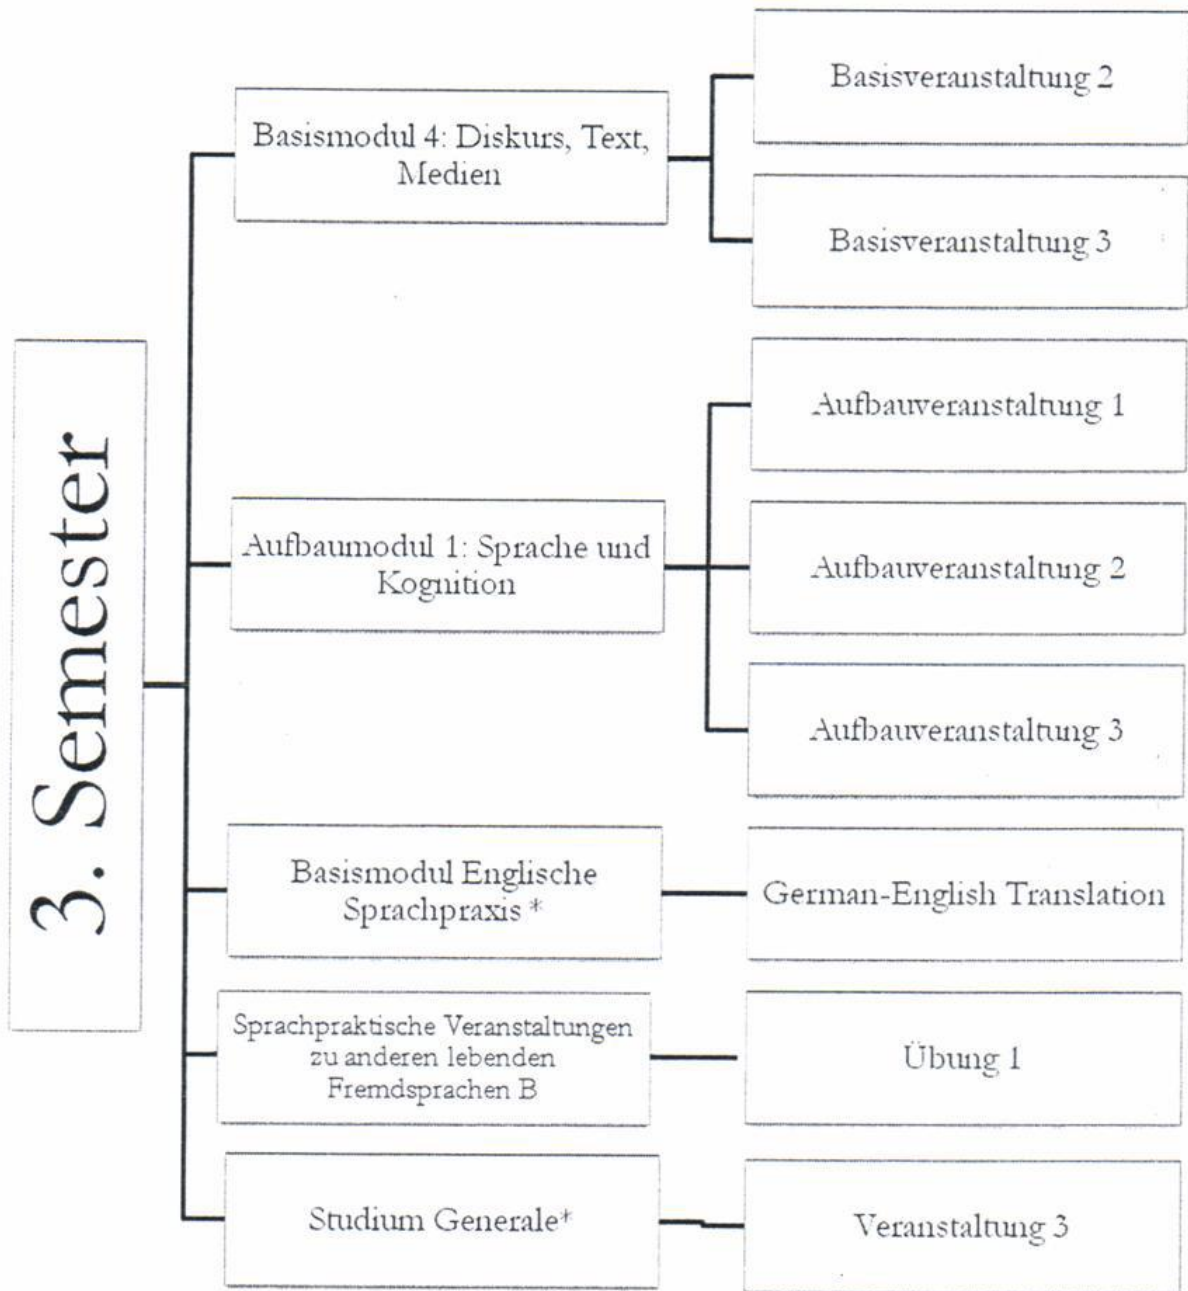 3. Semester
Basismodul 4: Diskurs, Text,
Medien
Basisveranstaltung 2
Basisveranstaltung 3
Aufbaumodul 1: Sprache und
Kognition
Aufbauveranstaltung 1
Aufbauveranstaltung 2
Aufbauveranstaltung 3
Basismodul Englische
Sprachpraxis *
German-English Translation
Sprachpraktische Veranstaltungen
zu anderen lebenden
Fremdsprachen B
Übung 1
Studium Generale*
Veranstaltung 3